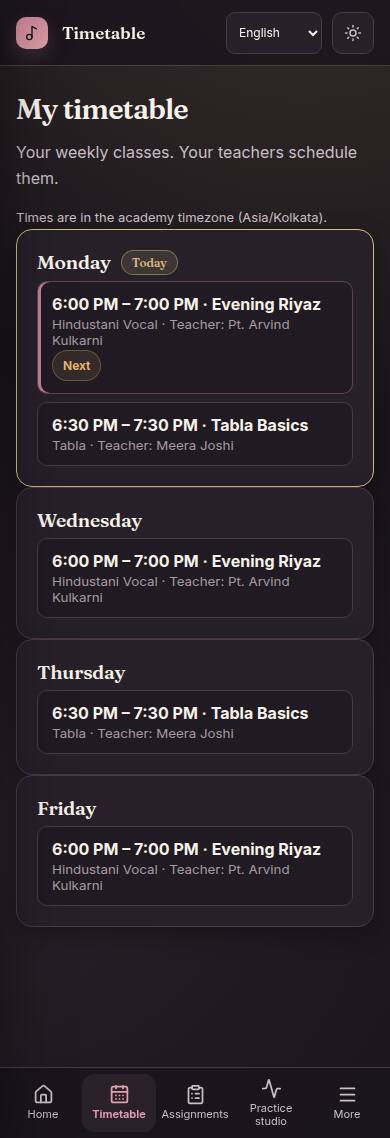 Timetable
English
My timetable
Your weekly classes. Your teachers schedule
them.
Times are in the academy timezone (Asia/Kolkata).
Monday
Today
6:00 PM – 7:00 PM · Evening Riyaz
Hindustani Vocal · Teacher: Pt. Arvind
Kulkarni
Next
6:30 PM – 7:30 PM · Tabla Basics
Tabla · Teacher: Meera Joshi
Wednesday
6:00 PM – 7:00 PM · Evening Riyaz
Hindustani Vocal · Teacher: Pt. Arvind
Kulkarni
Thursday
6:30 PM – 7:30 PM · Tabla Basics
Tabla · Teacher: Meera Joshi
Friday
6:00 PM – 7:00 PM · Evening Riyaz
Hindustani Vocal · Teacher: Pt. Arvind
Kulkarni
Home
Timetable
Assignments
Practice
studio
More